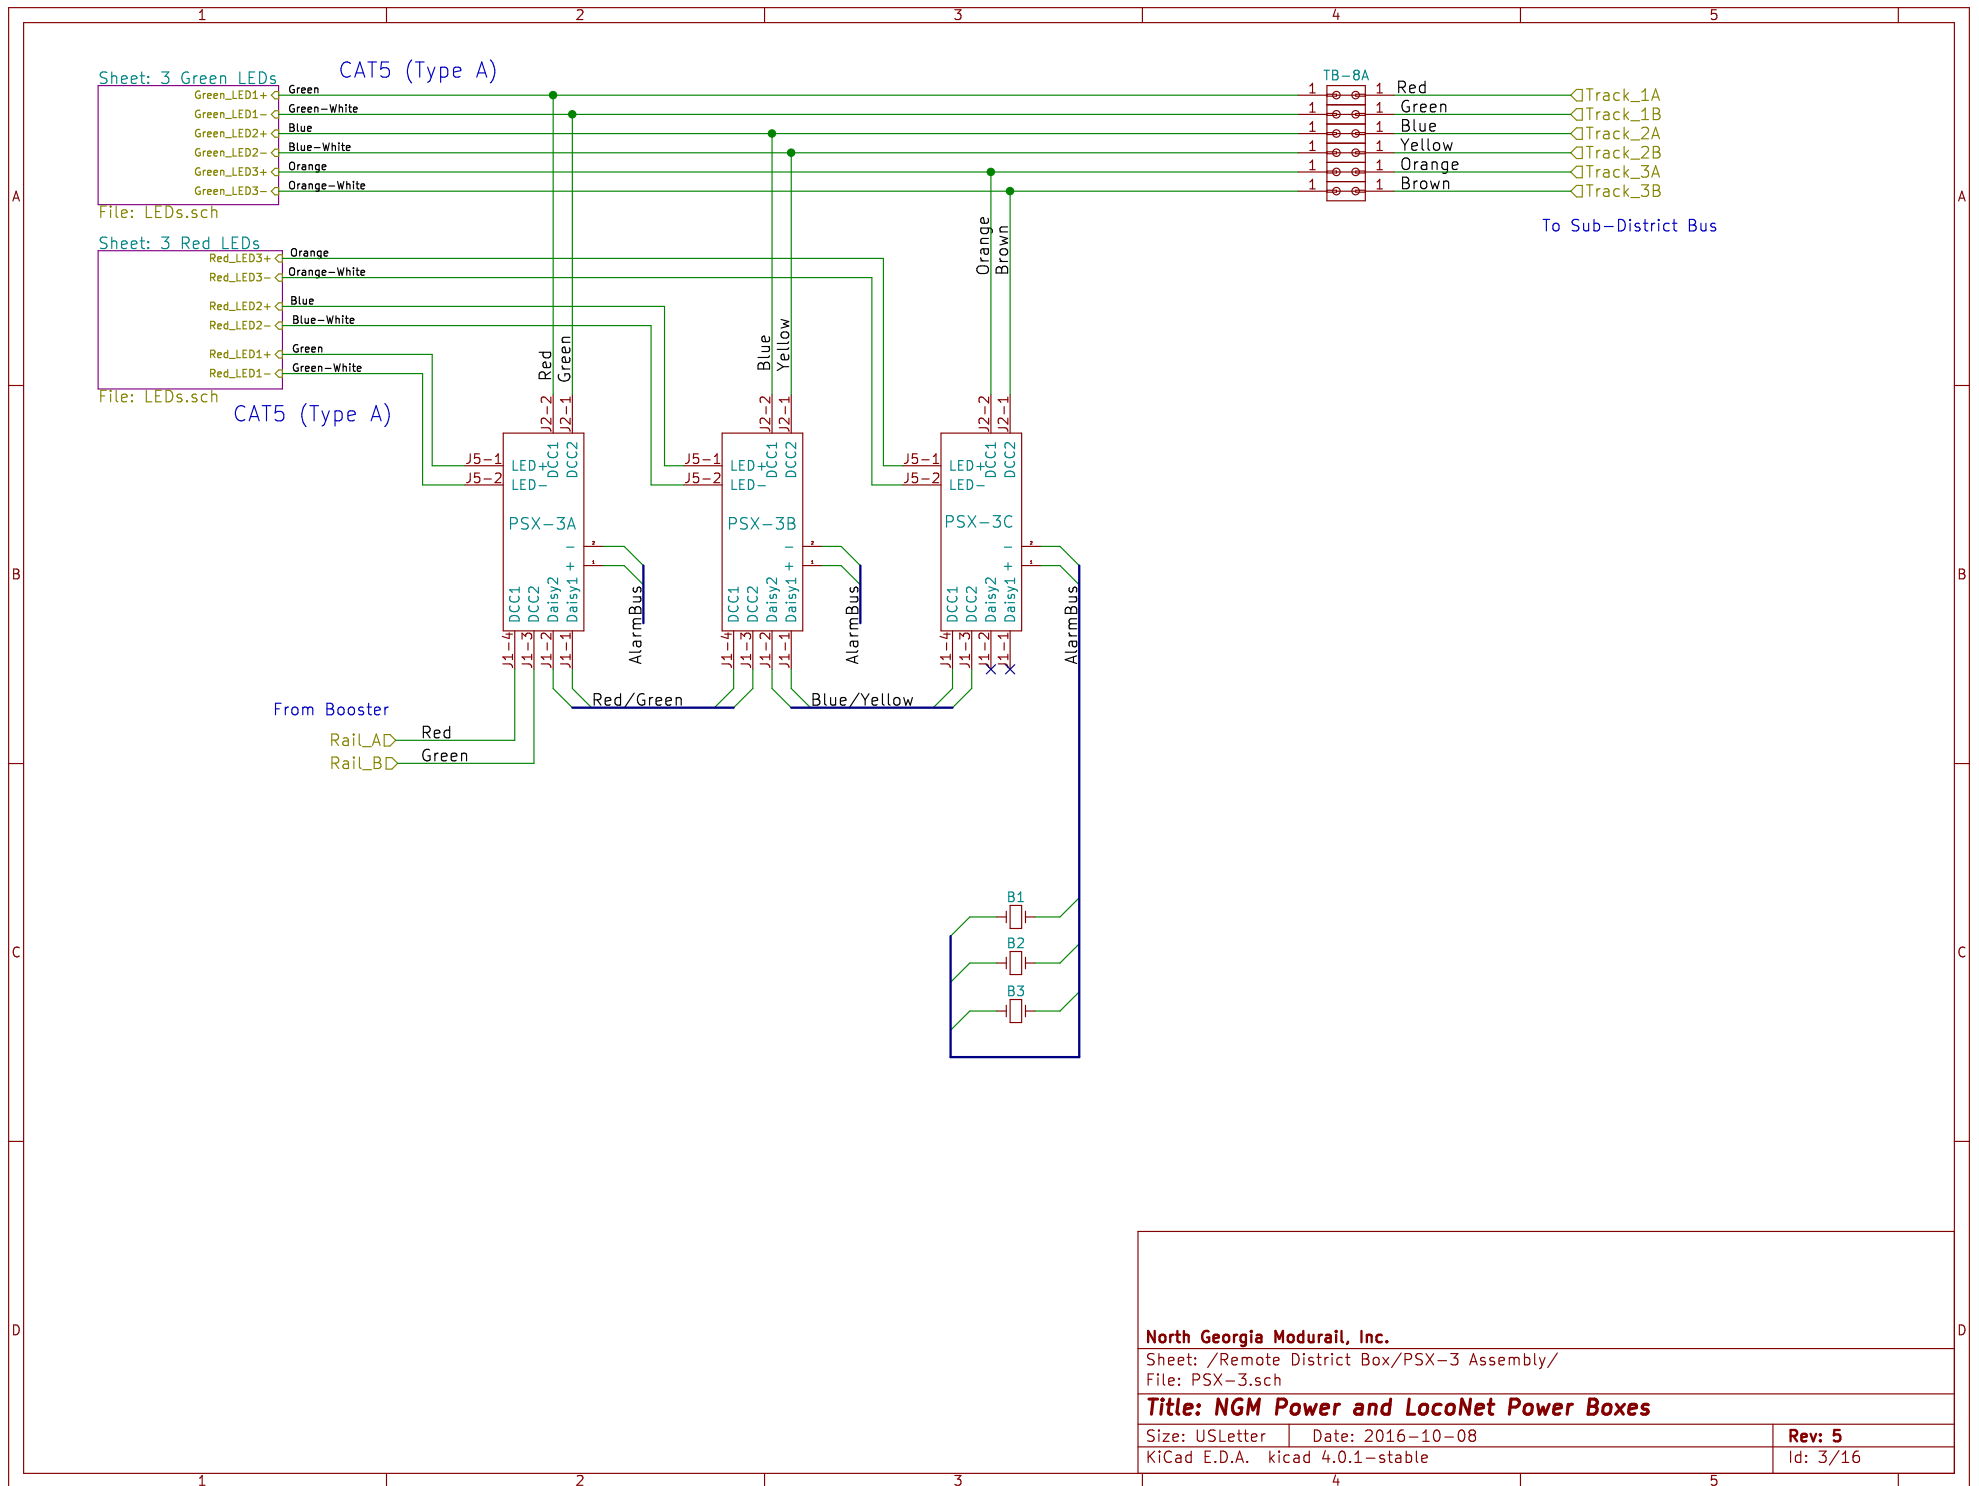 1 2 3 4 5
CAT5 (Type A)
Sheet: 3 Green LEDs
Green_LED1+ Green
Green_LED1- Green-White
Green_LED2+ Blue
Green_LED2- Blue-White
Green_LED3+ Orange
Green_LED3- Orange-White
File: LEDs.sch
TB-8A
1 1 Red Track_1A
1 1 Green Track_1B
1 1 Blue Track_2A
1 1 Yellow Track_2B
1 1 Orange Track_3A
1 1 Brown Track_3B
To Sub-District Bus
A A
Sheet: 3 Red LEDs
Red_LED3+ Orange
Red_LED3- Orange-White
Red_LED2+ Blue
Red_LED2- Blue-White
Red_LED1+ Green
Red_LED1- Green-White
File: LEDs.sch
CAT5 (Type A)
Red Green
Blue Yellow
Orange Brown
J2-2 J2-1
DCC1 DCC2
J5-1 LED+
J5-2 LED-
PSX-3A
2 -
1 +
DCC1 DCC2 Daisy2 Daisy1
J1-4 J1-3 J1-2 J1-1
AlarmBus
J2-2 J2-1
DCC1 DCC2
J5-1 LED+
J5-2 LED-
PSX-3B
2 -
1 +
DCC1 DCC2 Daisy2 Daisy1
J1-4 J1-3 J1-2 J1-1
AlarmBus
J2-2 J2-1
DCC1 DCC2
J5-1 LED+
J5-2 LED-
PSX-3C
2 -
1 +
DCC1 DCC2 Daisy2 Daisy1
J1-4 J1-3 J1-2 J1-1
AlarmBus
B B
Red/Green
Blue/Yellow
From Booster
Rail_A Red
Rail_B Green
B1
B2
B3
C C
D D
North Georgia Modurail, Inc.
Sheet: /Remote District Box/PSX-3 Assembly/
File: PSX-3.sch
Title: NGM Power and LocoNet Power Boxes
Size: USLetter Date: 2016-10-08 Rev: 5
KiCad E.D.A. kicad 4.0.1-stable Id: 3/16
1 2 3 4 5